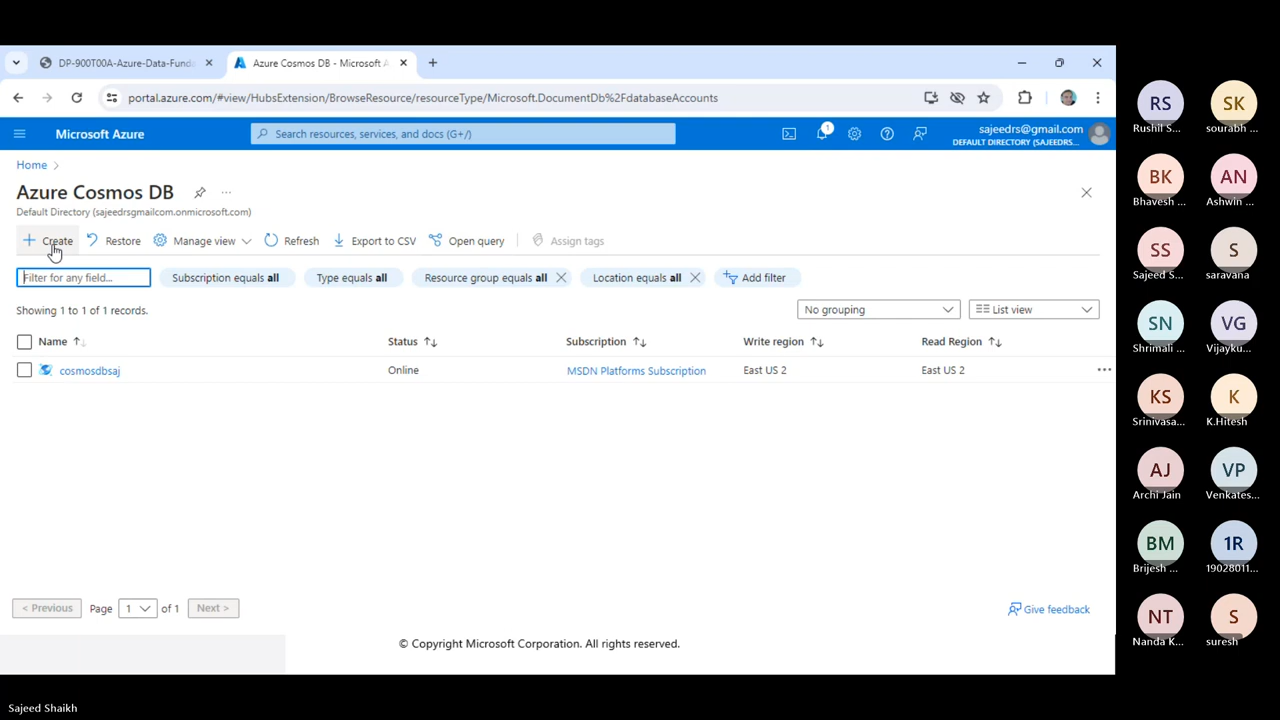 DP-900T00A-Azure-Data-Funda
Azure Cosmos DB - Microsoft A
portal.azure.com/#view/HubsExtension/BrowseResource/resourceType/Microsoft.DocumentDb%2FdatabaseAccounts
Microsoft Azure
Search resources, services, and docs (G+/)
1
sajeedrs@gmail.com
DEFAULT DIRECTORY (SAJEEDRS...
Home
Azure Cosmos DB
Default Directory (sajeedrsgmailcom.onmicrosoft.com)
Create
Restore
Manage view
Refresh
Export to CSV
Open query
Assign tags
Filter for any field...
Subscription equals all
Type equals all
Resource group equals all
Location equals all
Add filter
Showing 1 to 1 of 1 records.
No grouping
List view
Name
Status
Subscription
Write region
Read Region
cosmosdbsaj
Online
MSDN Platforms Subscription
East US 2
East US 2
< Previous
Page
1
of 1
Next >
Give feedback
© Copyright Microsoft Corporation. All rights reserved.
RS
Rushil S...
SK
sourabh ...
BK
Bhavesh ...
AN
Ashwin ...
SS
Sajeed S...
S
saravana
SN
Shrimali ...
VG
Vijayku...
KS
Srinivasa...
K
K.Hitesh
AJ
Archi Jain
VP
Venkates...
BM
Brijesh ...
1R
19028011...
NT
Nanda K...
S
suresh
Sajeed Shaikh